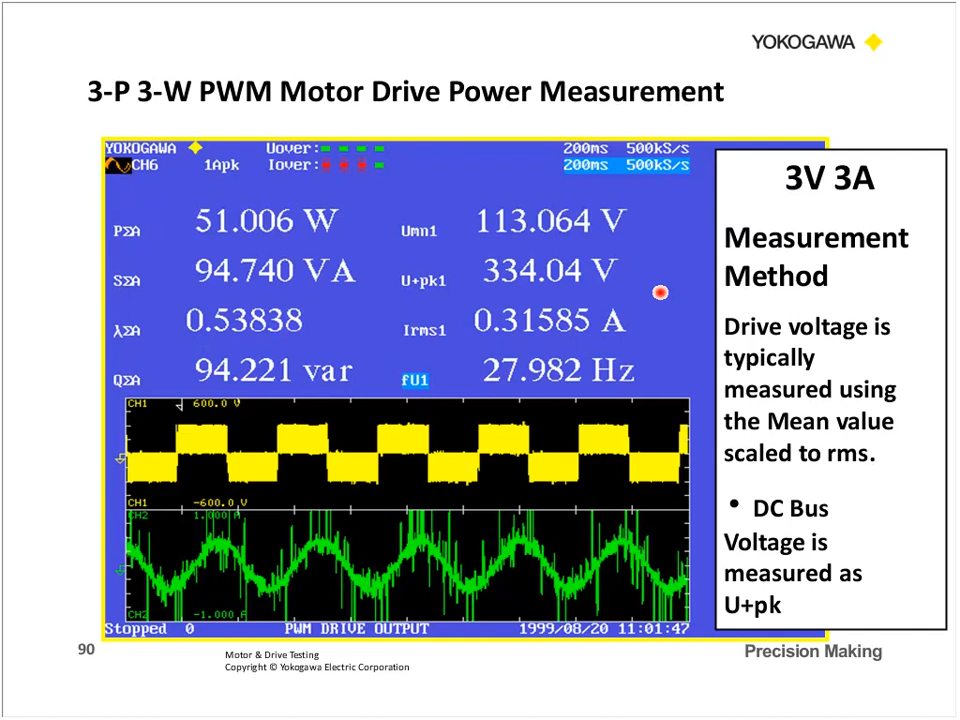 YOKOGAWA
3-P 3-W PWM Motor Drive Power Measurement
YOKOGAWA Uover: 200ms 500kS/s
CH6 1Apk Iover: 200ms 500kS/s
PΣA 51.006 W Umn1 113.064 V
SΣA 94.740 VA U+pk1 334.04 V
λΣA 0.53838 Irms1 0.31585 A
QΣA 94.221 var fU1 27.982 Hz
CH1 600.0 V
CH1 -600.0 V
CH2 1.000 A
CH2 -1.000 A
Stopped 0 PWM DRIVE OUTPUT 1999/08/20 11:01:47
3V 3A
Measurement
Method
Drive voltage is
typically
measured using
the Mean value
scaled to rms.
• DC Bus
Voltage is
measured as
U+pk
90
Motor & Drive Testing
Copyright © Yokogawa Electric Corporation
Precision Making